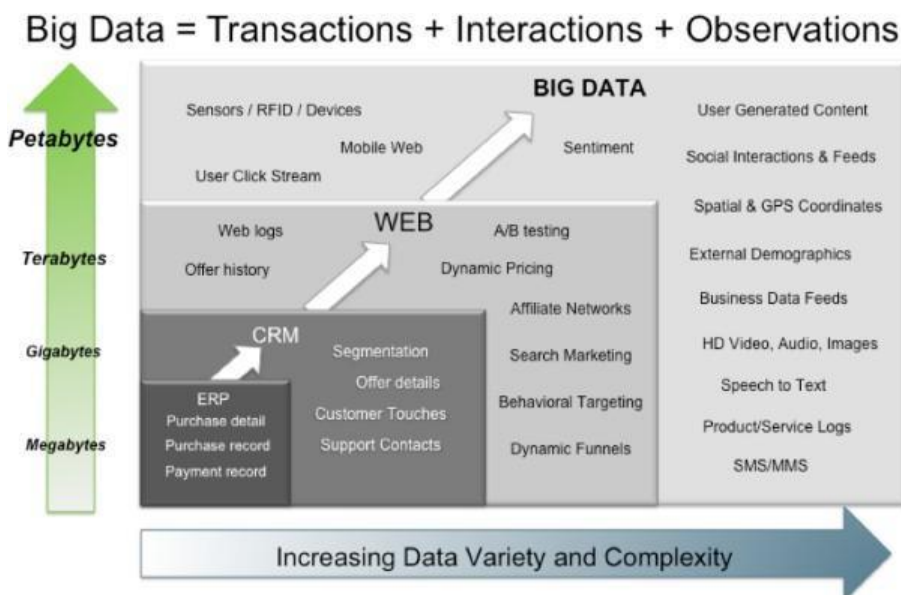 Big Data = Transactions + Interactions + Observations
BIG DATA
Sensors / RFID / Devices
User Generated Content
Petabytes
Mobile Web
Sentiment
Social Interactions & Feeds
User Click Stream
Spatial & GPS Coordinates
WEB
Web logs
A/B testing
Terabytes
Offer history
Dynamic Pricing
External Demographics
Business Data Feeds
Affiliate Networks
CRM
Gigabytes
Segmentation
Search Marketing
HD Video, Audio, Images
Offer details
Speech to Text
ERP
Behavioral Targeting
Purchase detail
Customer Touches
Product/Service Logs
Megabytes
Purchase record
Support Contacts
Dynamic Funnels
Payment record
SMS/MMS
Increasing Data Variety and Complexity